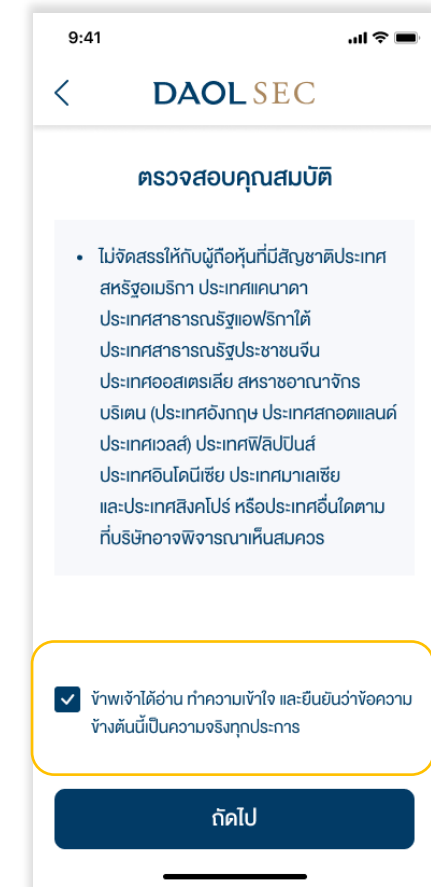 9:41
DAOL SEC
ตรวจสอบคุณสมบัติ
• ไม่จัดสรรให้กับผู้ถือหุ้นที่มีสัญชาติประเทศ
สหรัฐอเมริกา ประเทศแคนาดา
ประเทศสาธารณรัฐแอฟริกาใต้
ประเทศสาธารณรัฐประชาชนจีน
ประเทศออสเตรเลีย สหราชอาณาจักร
บริเตน (ประเทศอังกฤษ ประเทศสกอตแลนด์
ประเทศเวลส์) ประเทศฟิลิปปินส์
ประเทศอินโดนีเซีย ประเทศมาเลเซีย
และประเทศสิงคโปร์ หรือประเทศอื่นใดตาม
ที่บริษัทอาจพิจารณาเห็นสมควร
ข้าพเจ้าได้อ่าน ทำความเข้าใจ และยืนยันว่าข้อความ
ข้างต้นนี้เป็นความจริงทุกประการ
ถัดไป